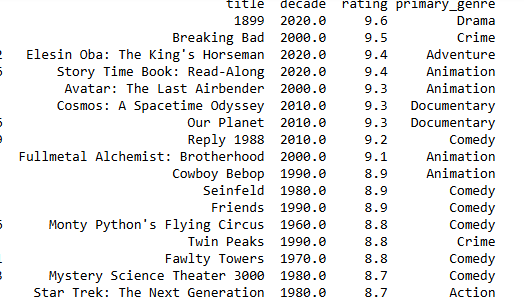 title decade rating primary_genre
1899 2020.0 9.6 Drama
Breaking Bad 2000.0 9.5 Crime
2 Elesin Oba: The King's Horseman 2020.0 9.4 Adventure
Story Time Book: Read-Along 2020.0 9.4 Animation
Avatar: The Last Airbender 2000.0 9.3 Animation
Cosmos: A Spacetime Odyssey 2010.0 9.3 Documentary
Our Planet 2010.0 9.3 Documentary
Reply 1988 2010.0 9.2 Comedy
Fullmetal Alchemist: Brotherhood 2000.0 9.1 Animation
Cowboy Bebop 1990.0 8.9 Animation
Seinfeld 1980.0 8.9 Comedy
Friends 1990.0 8.9 Comedy
Monty Python's Flying Circus 1960.0 8.8 Comedy
Twin Peaks 1990.0 8.8 Crime
Fawlty Towers 1970.0 8.8 Comedy
Mystery Science Theater 3000 1980.0 8.7 Comedy
Star Trek: The Next Generation 1980.0 8.7 Action